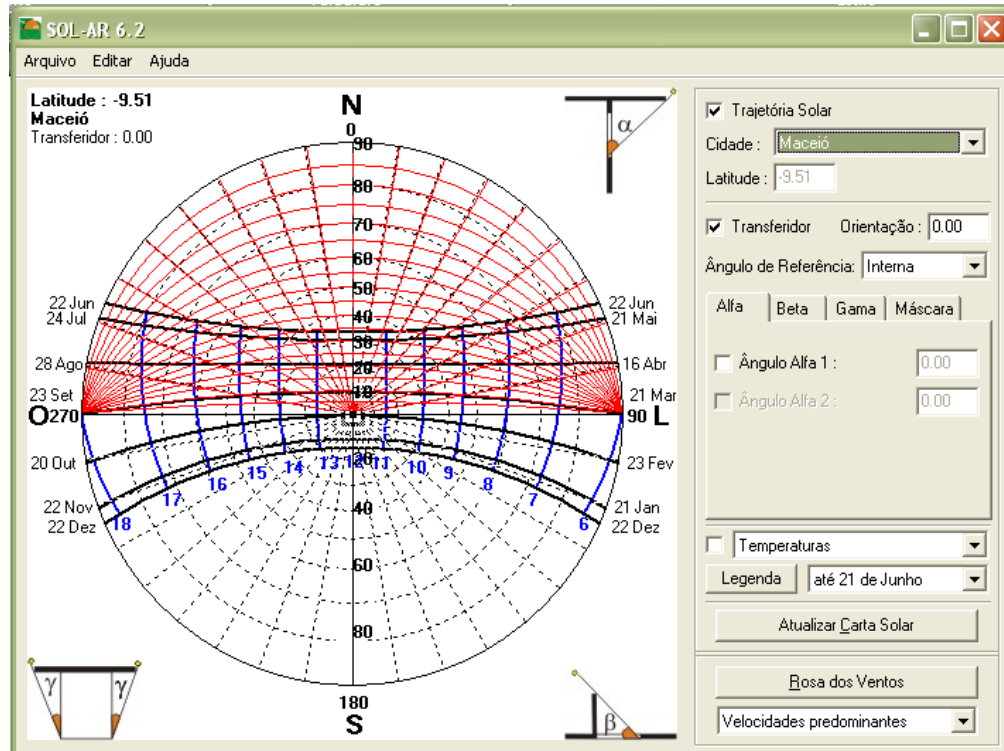 SOL-AR 6.2
Arquivo Editar Ajuda
Latitude : -9.51
Maceió
Transferidor : 0.00
N
0
90
80
70
60
50
40
30
20
10
α
22 Jun
24 Jul
28 Ago
23 Set
O 270
20 Out
22 Nov
22 Dez
22 Jun
21 Mai
16 Abr
21 Mar
90 L
23 Fev
21 Jan
22 Dez
18 17 16 15 14 13 12 11 10 9 8 7 6
20
40
60
80
180
S
γ γ
β
Trajetória Solar
Cidade : Maceió
Latitude : -9.51
Transferidor Orientação : 0.00
Ângulo de Referência: Interna
Alfa Beta Gama Máscara
Ângulo Alfa 1 : 0.00
Ângulo Alfa 2 : 0.00
Temperaturas
Legenda até 21 de Junho
Atualizar Carta Solar
Rosa dos Ventos
Velocidades predominantes